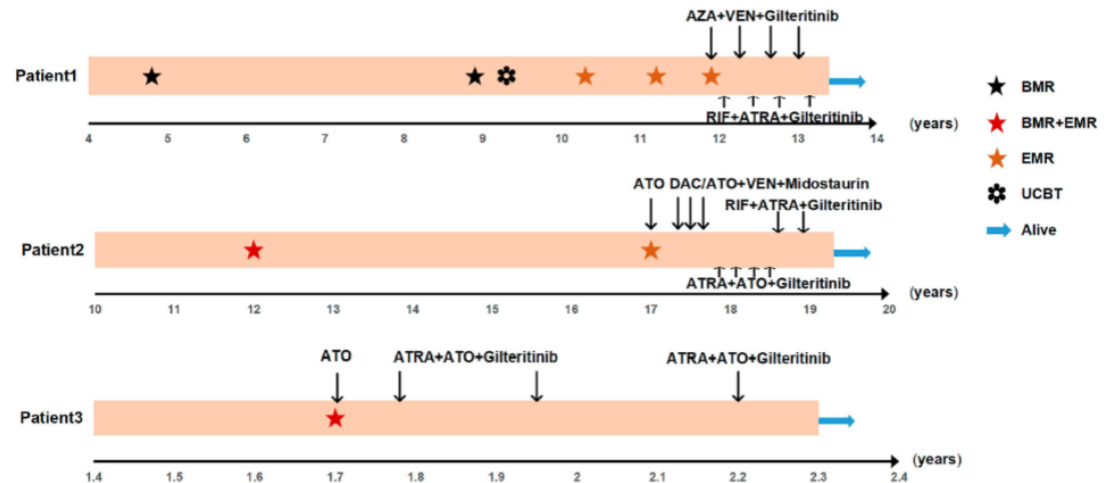 AZA+VEN+Gilteritinib
Patient1
RIF+ATRA+Gilteritinib
4 5 6 7 8 9 10 11 12 13 14 (years)
BMR
BMR+EMR
EMR
UCBT
Alive
ATO DAC/ATO+VEN+Midostaurin
RIF+ATRA+Gilteritinib
Patient2
ATRA+ATO+Gilteritinib
10 11 12 13 14 15 16 17 18 19 20 (years)
ATO ATRA+ATO+Gilteritinib ATRA+ATO+Gilteritinib
Patient3
1.4 1.5 1.6 1.7 1.8 1.9 2 2.1 2.2 2.3 2.4 (years)